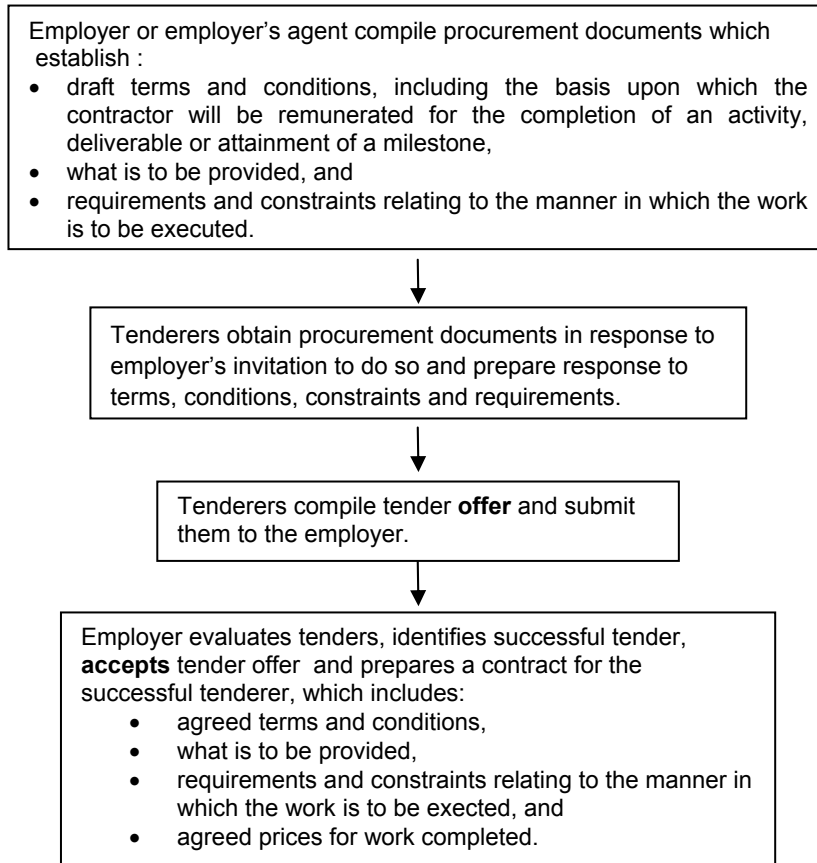 Employer or employer’s agent compile procurement documents which
establish :
• draft terms and conditions, including the basis upon which the
contractor will be remunerated for the completion of an activity,
deliverable or attainment of a milestone,
• what is to be provided, and
• requirements and constraints relating to the manner in which the work
is to be executed.
Tenderers obtain procurement documents in response to
employer’s invitation to do so and prepare response to
terms, conditions, constraints and requirements.
Tenderers compile tender offer and submit
them to the employer.
Employer evaluates tenders, identifies successful tender,
accepts tender offer and prepares a contract for the
successful tenderer, which includes:
• agreed terms and conditions,
• what is to be provided,
• requirements and constraints relating to the manner in
which the work is to be exected, and
• agreed prices for work completed.